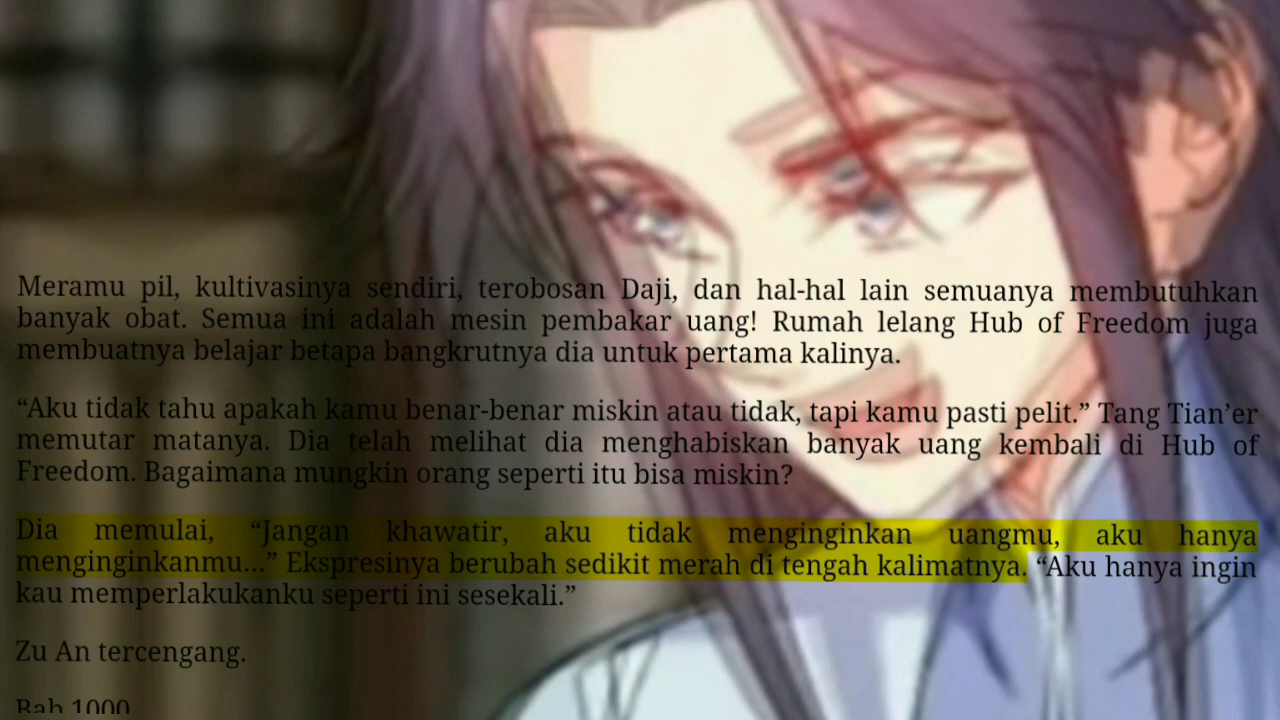 Meramu pil, kultivasinya sendiri, terobosan Daji, dan hal-hal lain semuanya membutuhkan
banyak obat. Semua ini adalah mesin pembakar uang! Rumah lelang Hub of Freedom juga
membuatnya belajar betapa bangkrutnya dia untuk pertama kalinya.
“Aku tidak tahu apakah kamu benar-benar miskin atau tidak, tapi kamu pasti pelit.” Tang Tian’er
memutar matanya. Dia telah melihat dia menghabiskan banyak uang kembali di Hub of
Freedom. Bagaimana mungkin orang seperti itu bisa miskin?
Dia memulai, “Jangan khawatir, aku tidak menginginkan uangmu, aku hanya
menginginkanmu...” Ekspresinya berubah sedikit merah di tengah kalimatnya. “Aku hanya ingin
kau memperlakukanku seperti ini sesekali.”
Zu An tercengang.
Bab 1000